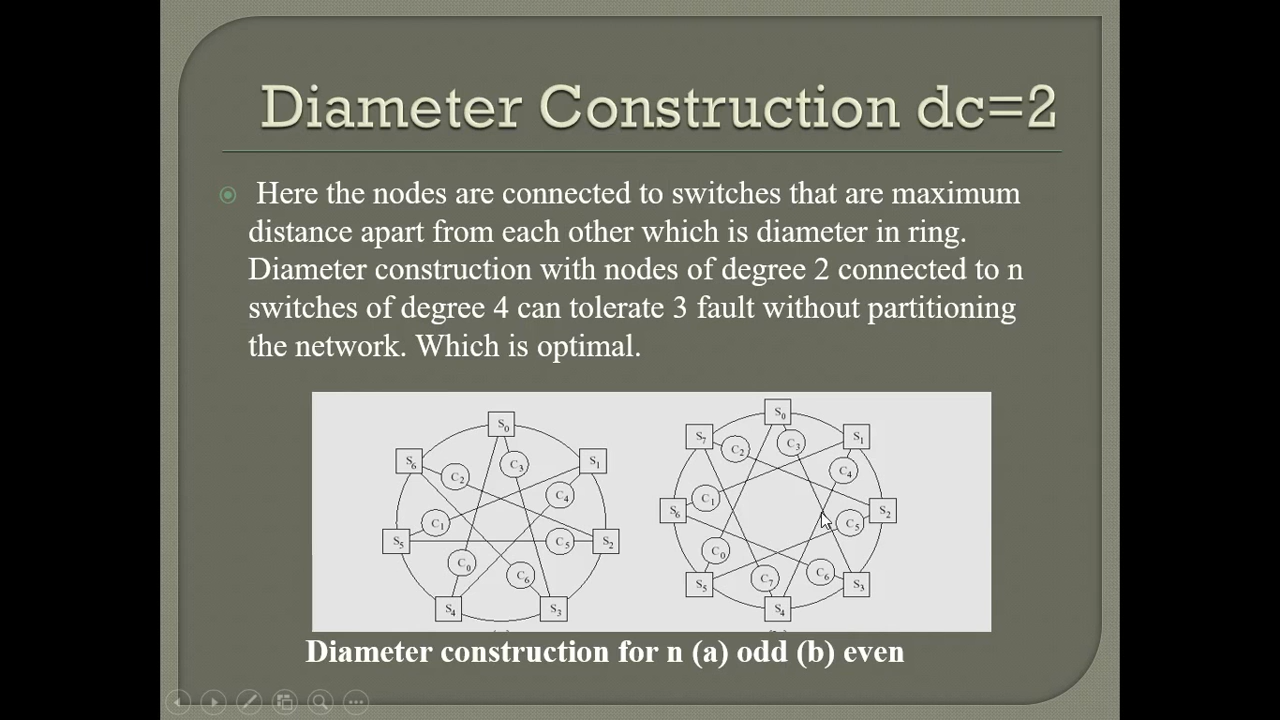 Diameter Construction dc=2
Here the nodes are connected to switches that are maximum
distance apart from each other which is diameter in ring.
Diameter construction with nodes of degree 2 connected to n
switches of degree 4 can tolerate 3 fault without partitioning
the network. Which is optimal.
S0
S6
S1
C3
C2
C4
C1
S5
C5
S2
C0
C6
S4
S3
S0
S7
S1
C3
C2
C4
C1
S6
S2
C5
C0
C6
C7
S5
S3
S4
Diameter construction for n (a) odd (b) even